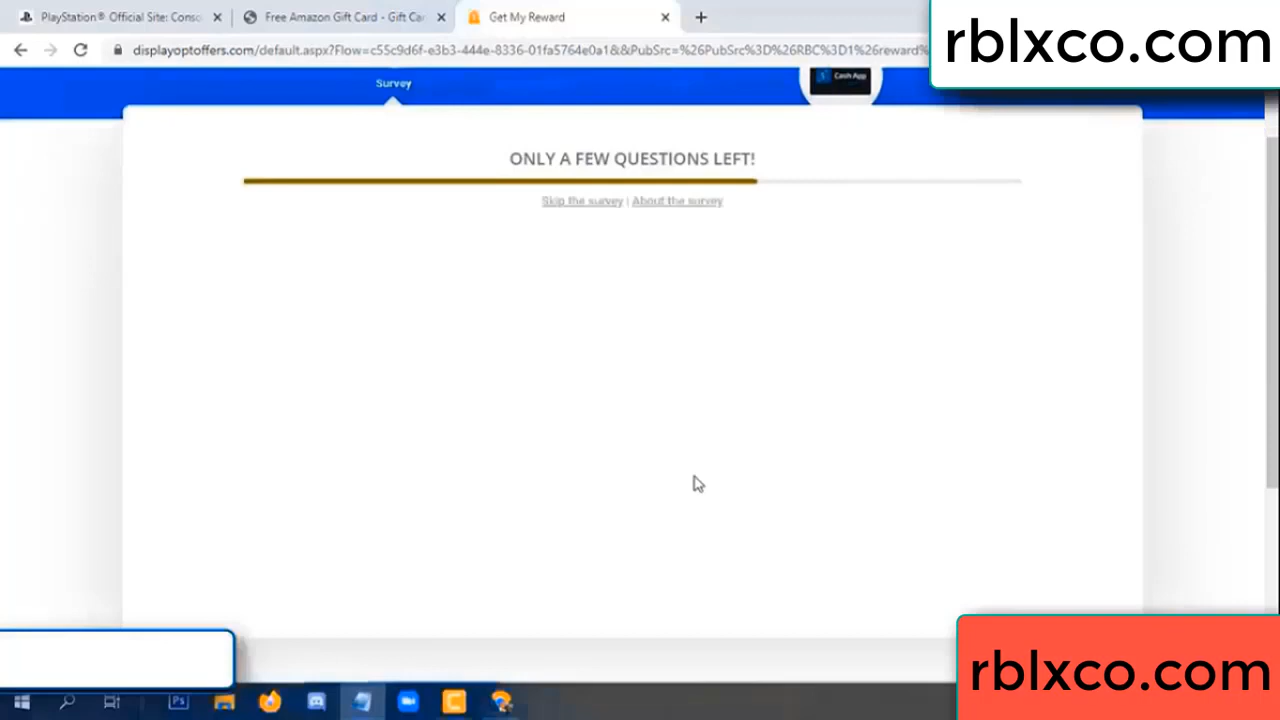 PlayStation® Official Site: Conso
Free Amazon Gift Card - Gift Car
Get My Reward
rblxco.com
displayoptoffers.com/default.aspx?Flow=c55c9d6f-e3b3-444e-8336-01fa5764e0a1&&PubSrc=%26PubSrc%3D%26RBC%3D1%26reward%
Survey
Cash App
ONLY A FEW QUESTIONS LEFT!
Skip the survey | About the survey
rblxco.com
Ps